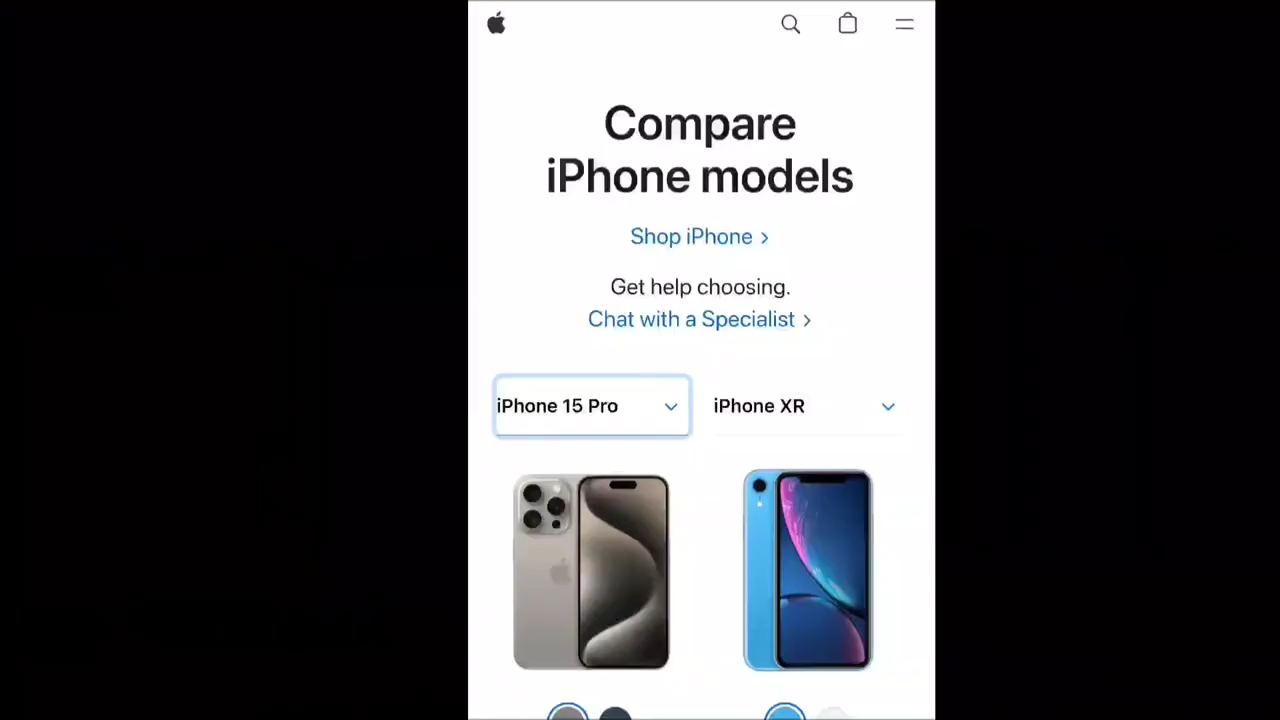 Compare
iPhone models
Shop iPhone >
Get help choosing.
Chat with a Specialist >
iPhone 15 Pro
iPhone XR